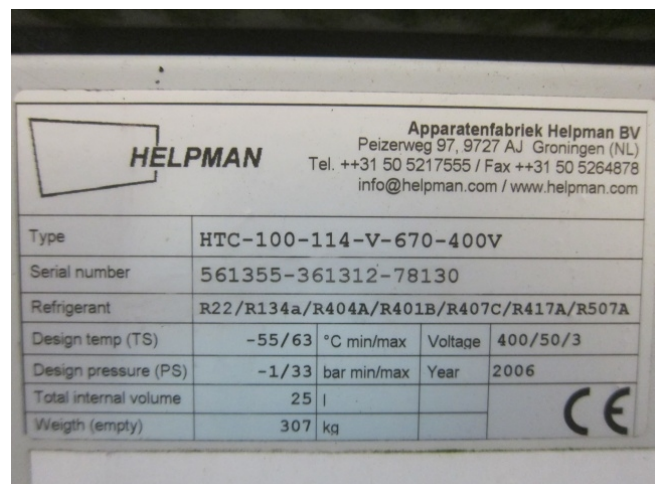 HELPMAN
Apparatenfabriek Helpman BV
Peizerweg 97, 9727 AJ Groningen (NL)
Tel. ++31 50 5217555 / Fax ++31 50 5264878
info@helpman.com / www.helpman.com
Type HTC-100-114-V-670-400V
Serial number 561355-361312-78130
Refrigerant R22/R134a/R404A/R401B/R407C/R417A/R507A
Design temp (TS) -55/63 °C min/max Voltage 400/50/3
Design pressure (PS) -1/33 bar min/max Year 2006
Total internal volume 25 l
Weigth (empty) 307 kg
CE